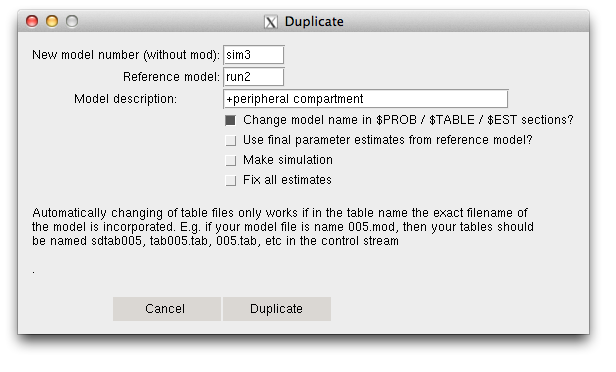 Duplicate
New model number (without mod): sim3
Reference model: run2
Model description: +peripheral compartment
Change model name in $PROB / $TABLE / $EST sections?
Use final parameter estimates from reference model?
Make simulation
Fix all estimates
Automatically changing of table files only works if in the table name the exact filename of
the model is incorporated. E.g. if your model file is name 005.mod, then your tables should
be named sdtab005, tab005.tab, 005.tab, etc in the control stream
.
Cancel Duplicate